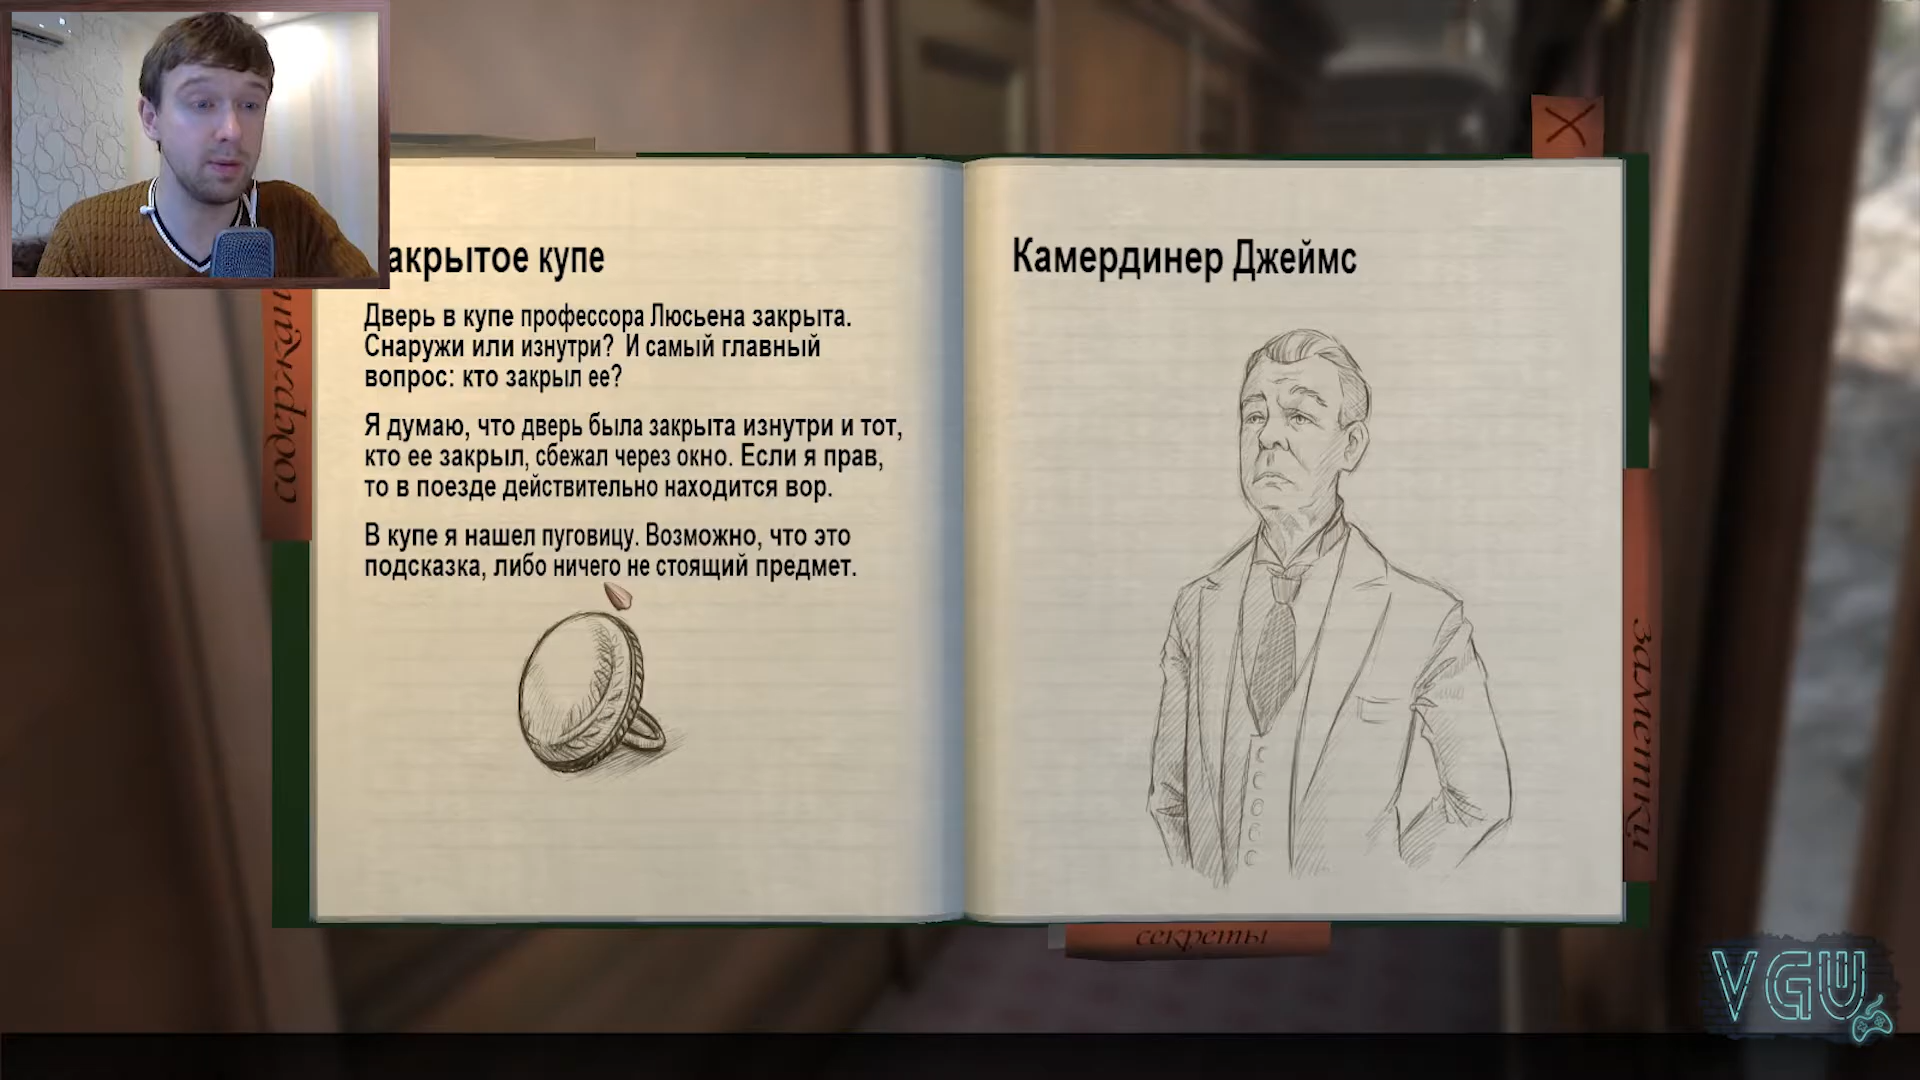 акрытое купе
Дверь в купе профессора Люсьена закрыта.
Снаружи или изнутри? И самый главный
вопрос: кто закрыл ее?
Я думаю, что дверь была закрыта изнутри и тот,
кто ее закрыл, сбежал через окно. Если я прав,
то в поезде действительно находится вор.
В купе я нашел пуговицу. Возможно, что это
подсказка, либо ничего не стоящий предмет.
Камердинер Джеймс
содержан
заметки
секреты
VGU